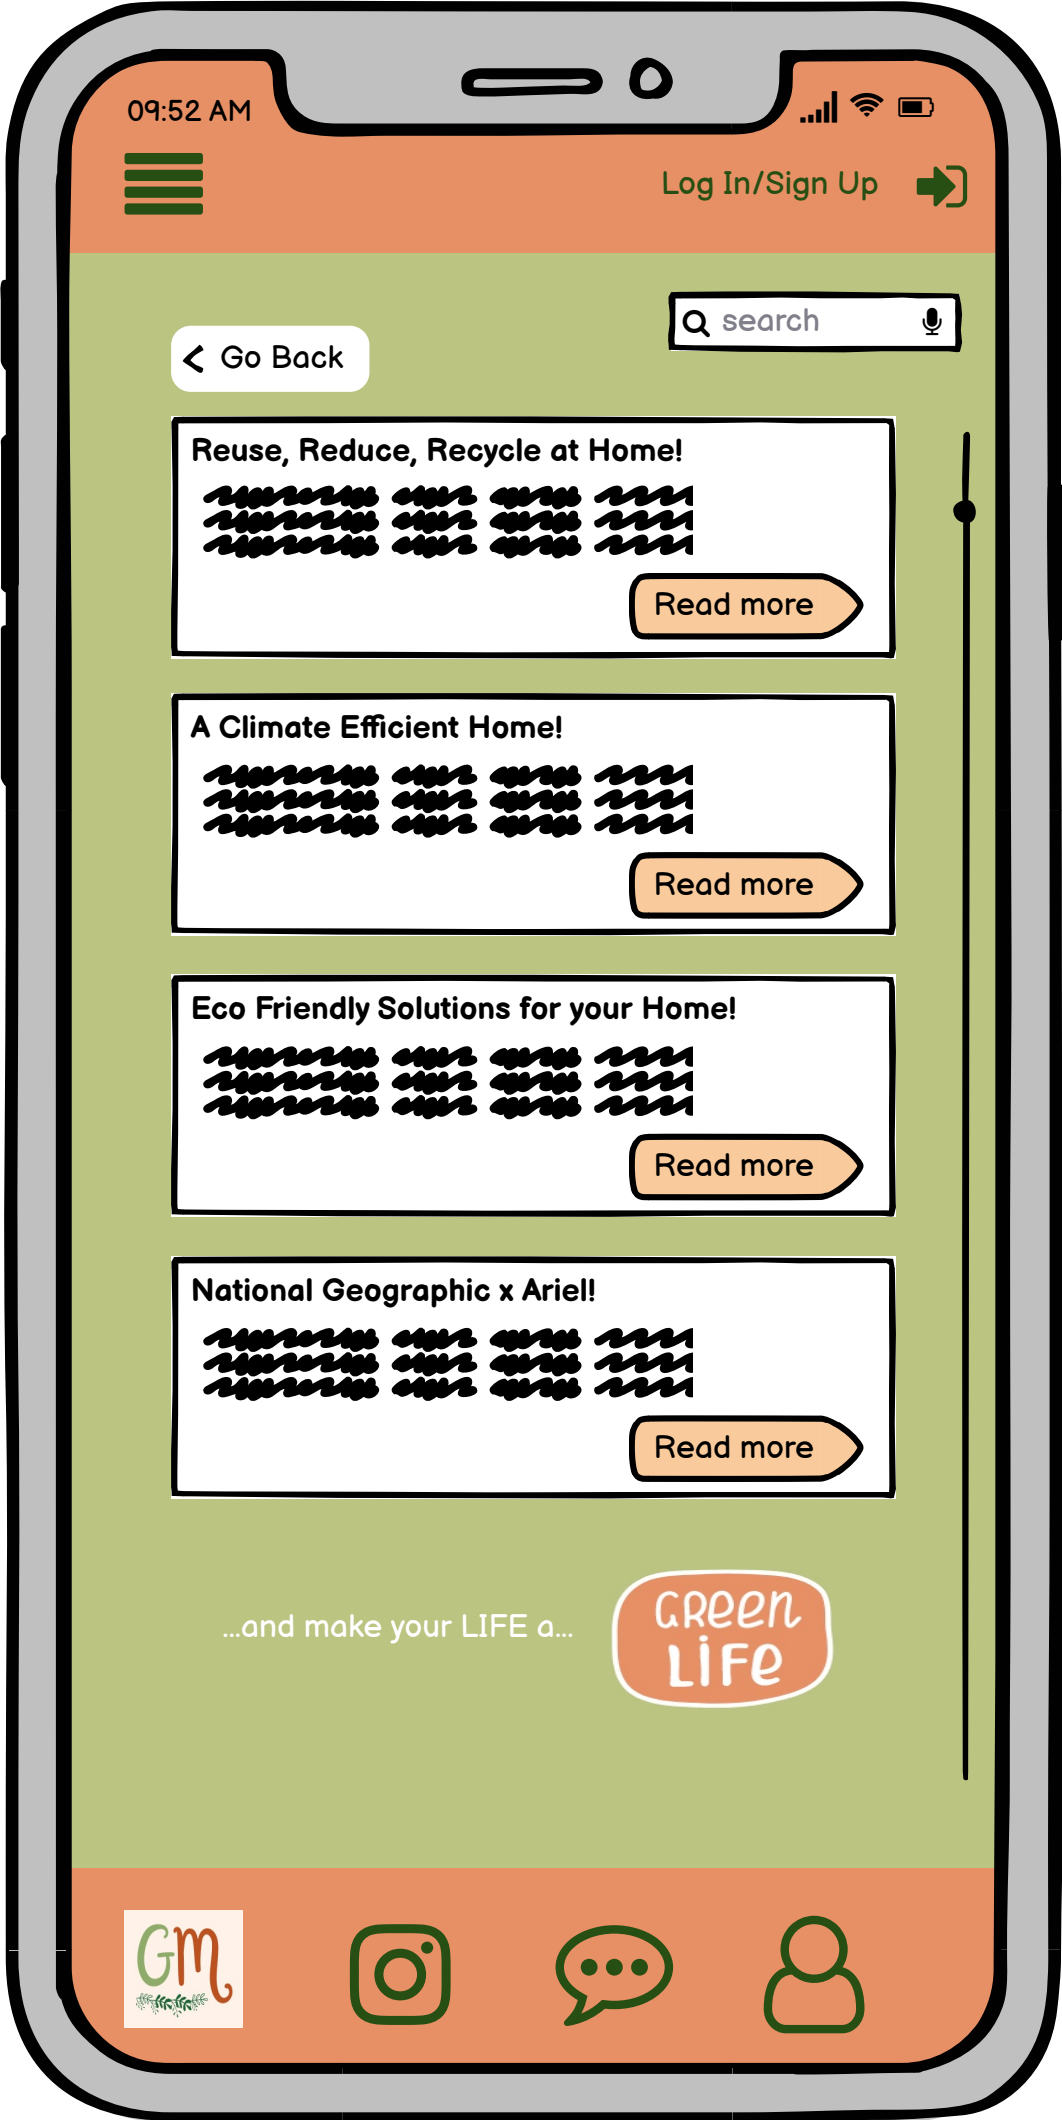 09:52 AM
Log In/Sign Up
search
Go Back
Reuse, Reduce, Recycle at Home!
Read more
A Climate Efficient Home!
Read more
Eco Friendly Solutions for your Home!
Read more
National Geographic x Ariel!
Read more
...and make your LIFE a...
GReen
LiFe
GM